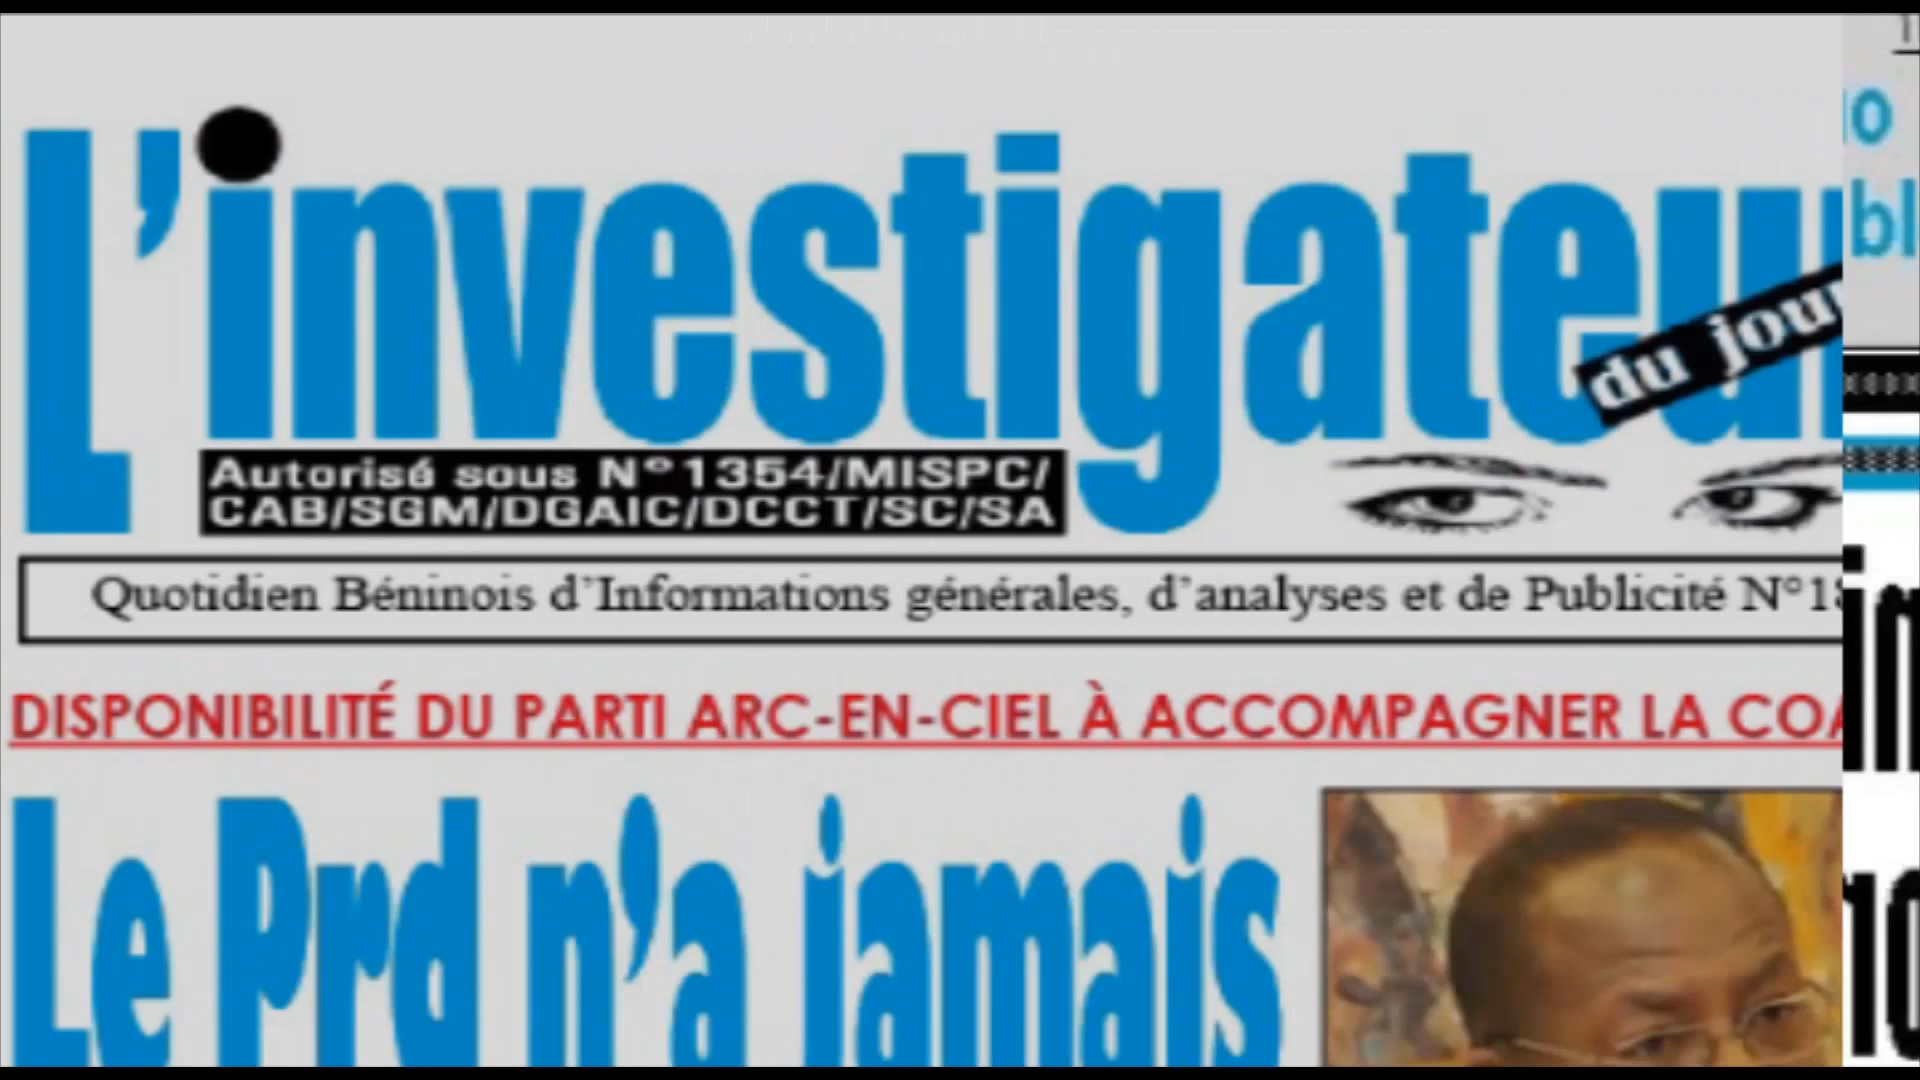 L'investigateur
du jour
Autorisé sous N°1354/MISPC/
CAB/SGM/DGAIC/DCCT/SC/SA
Quotidien Béninois d'Informations générales, d'analyses et de Publicité
DISPONIBILITÉ DU PARTI ARC-EN-CIEL À ACCOMPAGNER LA
Le Prd n'a jamais